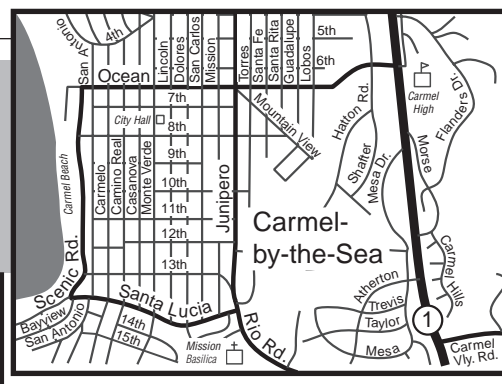 San Antonio
4th
Lincoln
Dolores
San Carlos
Mission
Torres
Santa Fe
Santa Rita
Guadalupe
Lobos
5th
6th
Ocean
7th
City Hall
8th
Mountain View
Hatton Rd.
Shafter
Mesa Dr.
Carmel
High
Flanders Dr.
Morse
Carmel Beach
Carmelo
Camino Real
Casanova
Monte Verde
9th
10th
11th
12th
13th
Junipero
Carmel-
by-the-Sea
Scenic Rd.
Santa Lucia
Bayview
San Antonio
14th
15th
Mission
Basilica
Rio Rd.
Atherton
Trevis
Taylor
Mesa
Carmel Hills
1
Carmel
Vly. Rd.